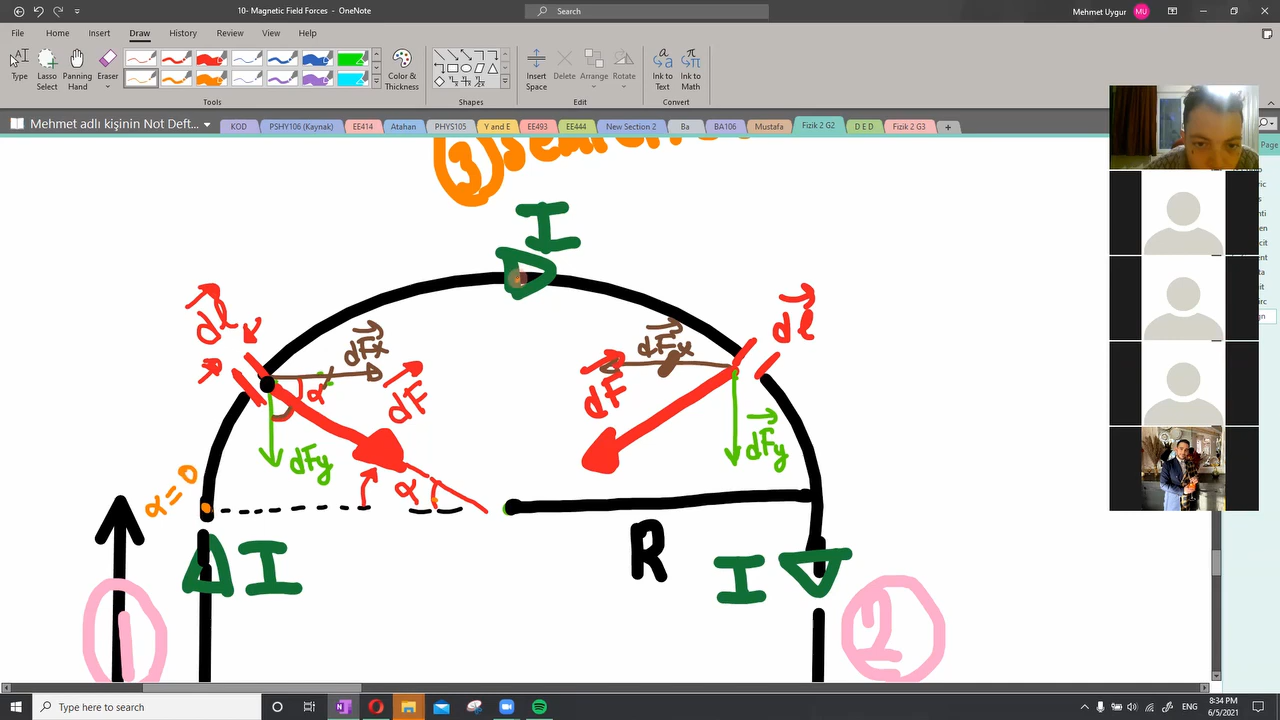 10- Magnetic Field Forces - OneNote
Search
Mehmet Uygur
MU
File Home Insert Draw History Review View Help
Type
Lasso Select
Panning Hand
Eraser
Color & Thickness
Insert Space
Delete
Arrange
Rotate
Ink to Text
Ink to Math
Tools
Shapes
Edit
Convert
Mehmet adlı kişinin Not Deft...
KOD PSHY106 (Kaynak) EE414 Atahan PHYS105 Y and E EE493 EE444 New Section 2 Ba BA106 Mustafa Fizik 2 G2 D E D Fizik 2 G3 +
Page
3
I
dl
dl
dFx
dFx
α
dF
dF
dFy
dFy
α=0
α
R
I
I
1
2
Type here to search
ENG
8:34 PM
6/5/2021